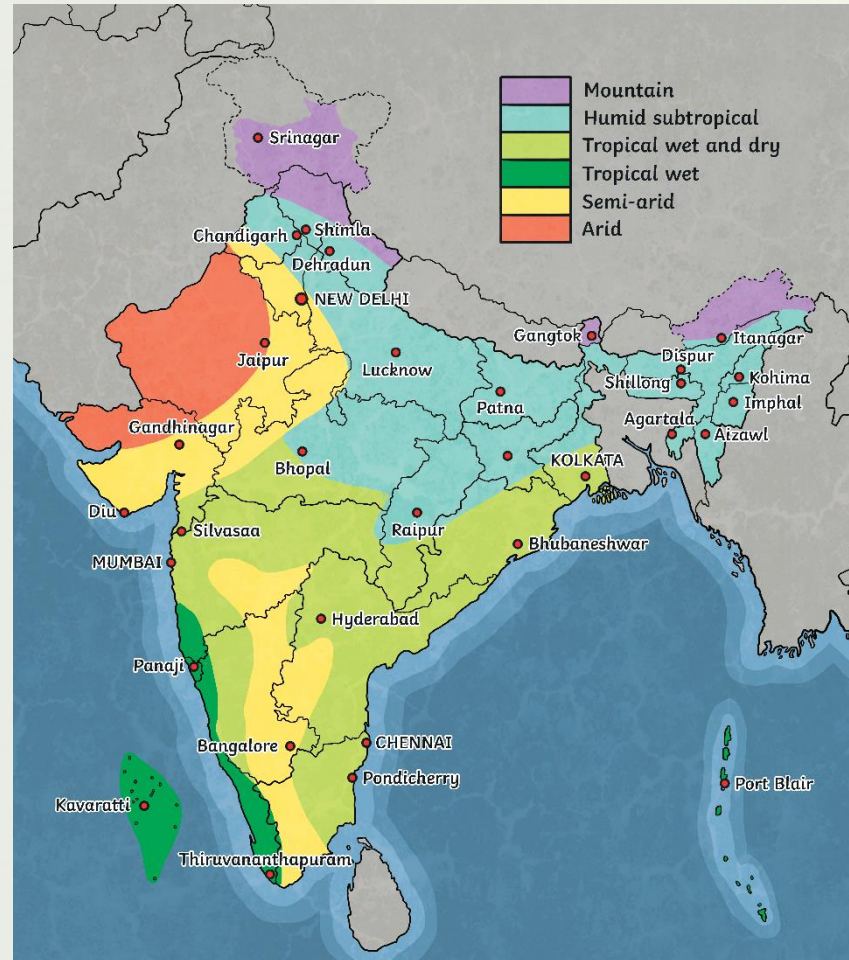 Mountain
Humid subtropical
Tropical wet and dry
Tropical wet
Semi-arid
Arid
Srinagar
Shimla
Chandigarh
Dehradun
NEW DELHI
Gangtok
Itanagar
Jaipur
Lucknow
Dispur
Kohima
Shillong
Patna
Imphal
Gandhinagar
Agartala
Aizawl
KOLKATA
Bhopal
Diu
Raipur
Silvasaa
Bhubaneshwar
MUMBAI
Hyderabad
Panaji
Bangalore
CHENNAI
Pondicherry
Port Blair
Kavaratti
Thiruvananthapuram